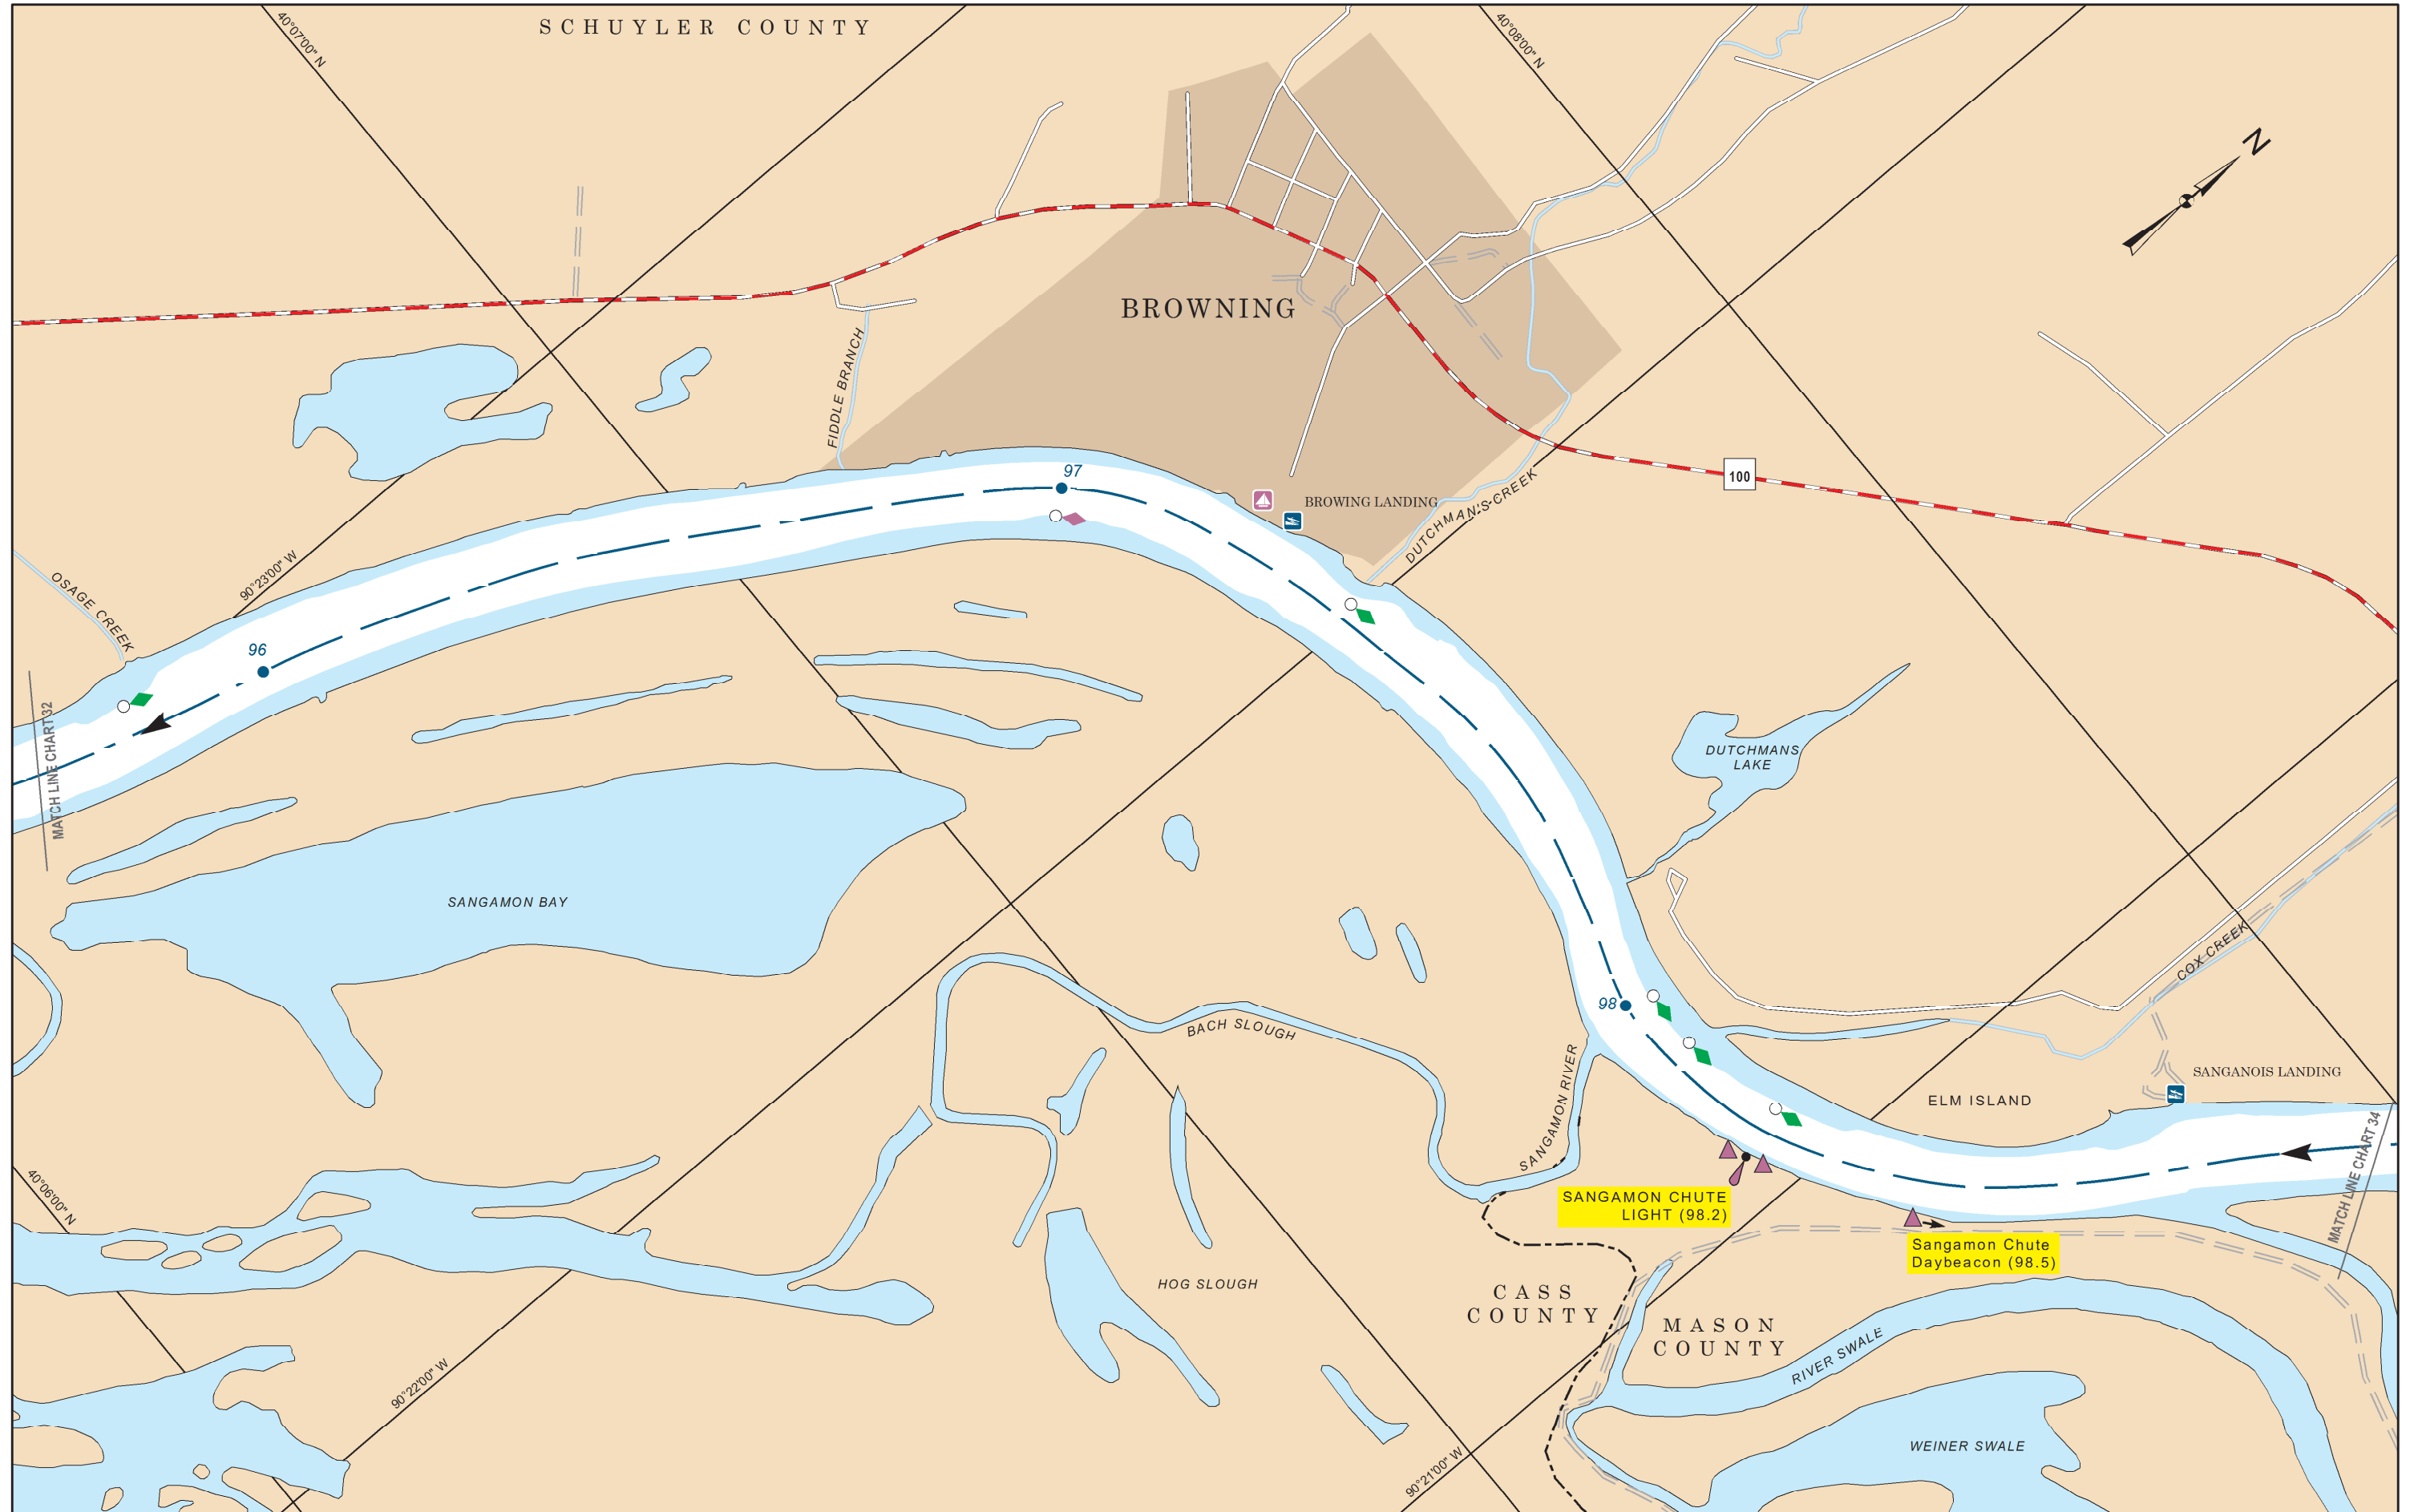 SCHUYLER COUNTY
40°07'00" N
40°08'00" N
N
BROWNING
FIDDLE BRANCH
97
100
BROWING LANDING
DUTCHMAN'S CREEK
OSAGE CREEK
90°23'00" W
96
MATCH LINE CHART 32
DUTCHMANS
LAKE
SANGAMON BAY
COX CREEK
98
BACH SLOUGH
SANGAMON RIVER
SANGANOIS LANDING
ELM ISLAND
MATCH LINE CHART 34
40°06'00" N
SANGAMON CHUTE
LIGHT (98.2)
Sangamon Chute
Daybeacon (98.5)
HOG SLOUGH
CASS
COUNTY
MASON
COUNTY
RIVER SWALE
90°22'00" W
WEINER SWALE
90°21'00" W